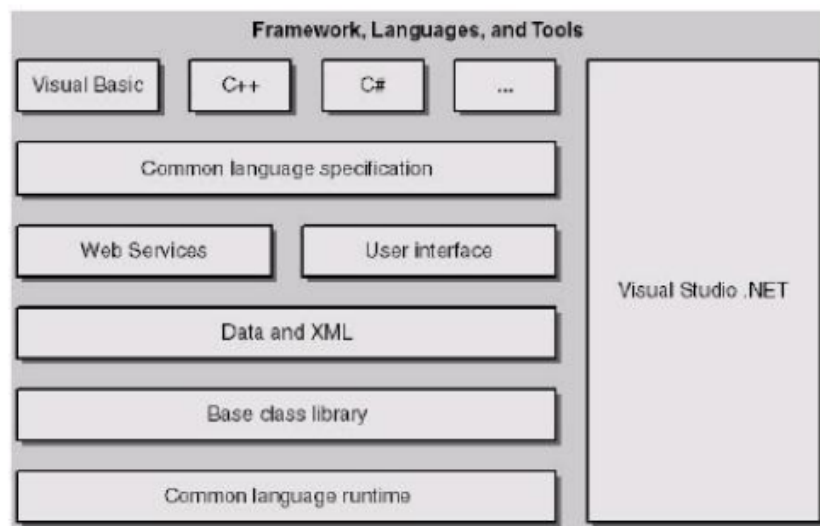 Framework, Languages, and Tools
Visual Basic
C++
C#
...
Common language specification
Web Services
User interface
Visual Studio .NET
Data and XML
Base class library
Common language runtime